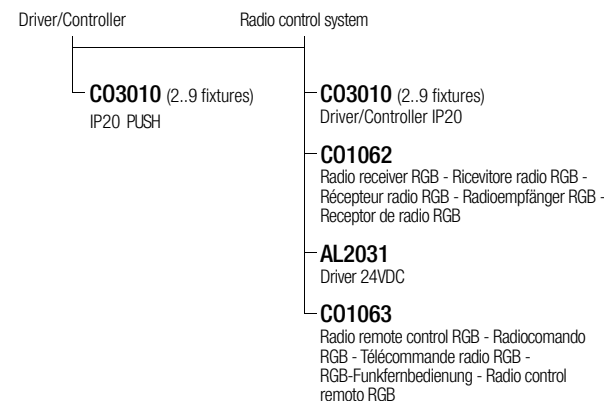 Driver/Controller
Radio control system
CO3010 (2..9 fixtures)
IP20 PUSH
CO3010 (2..9 fixtures)
Driver/Controller IP20
CO1062
Radio receiver RGB - Ricevitore radio RGB -
Récepteur radio RGB - Radioempfänger RGB -
Receptor de radio RGB
AL2031
Driver 24VDC
CO1063
Radio remote control RGB - Radiocomando
RGB - Télécommande radio RGB -
RGB-Funkfernbedienung - Radio control
remoto RGB